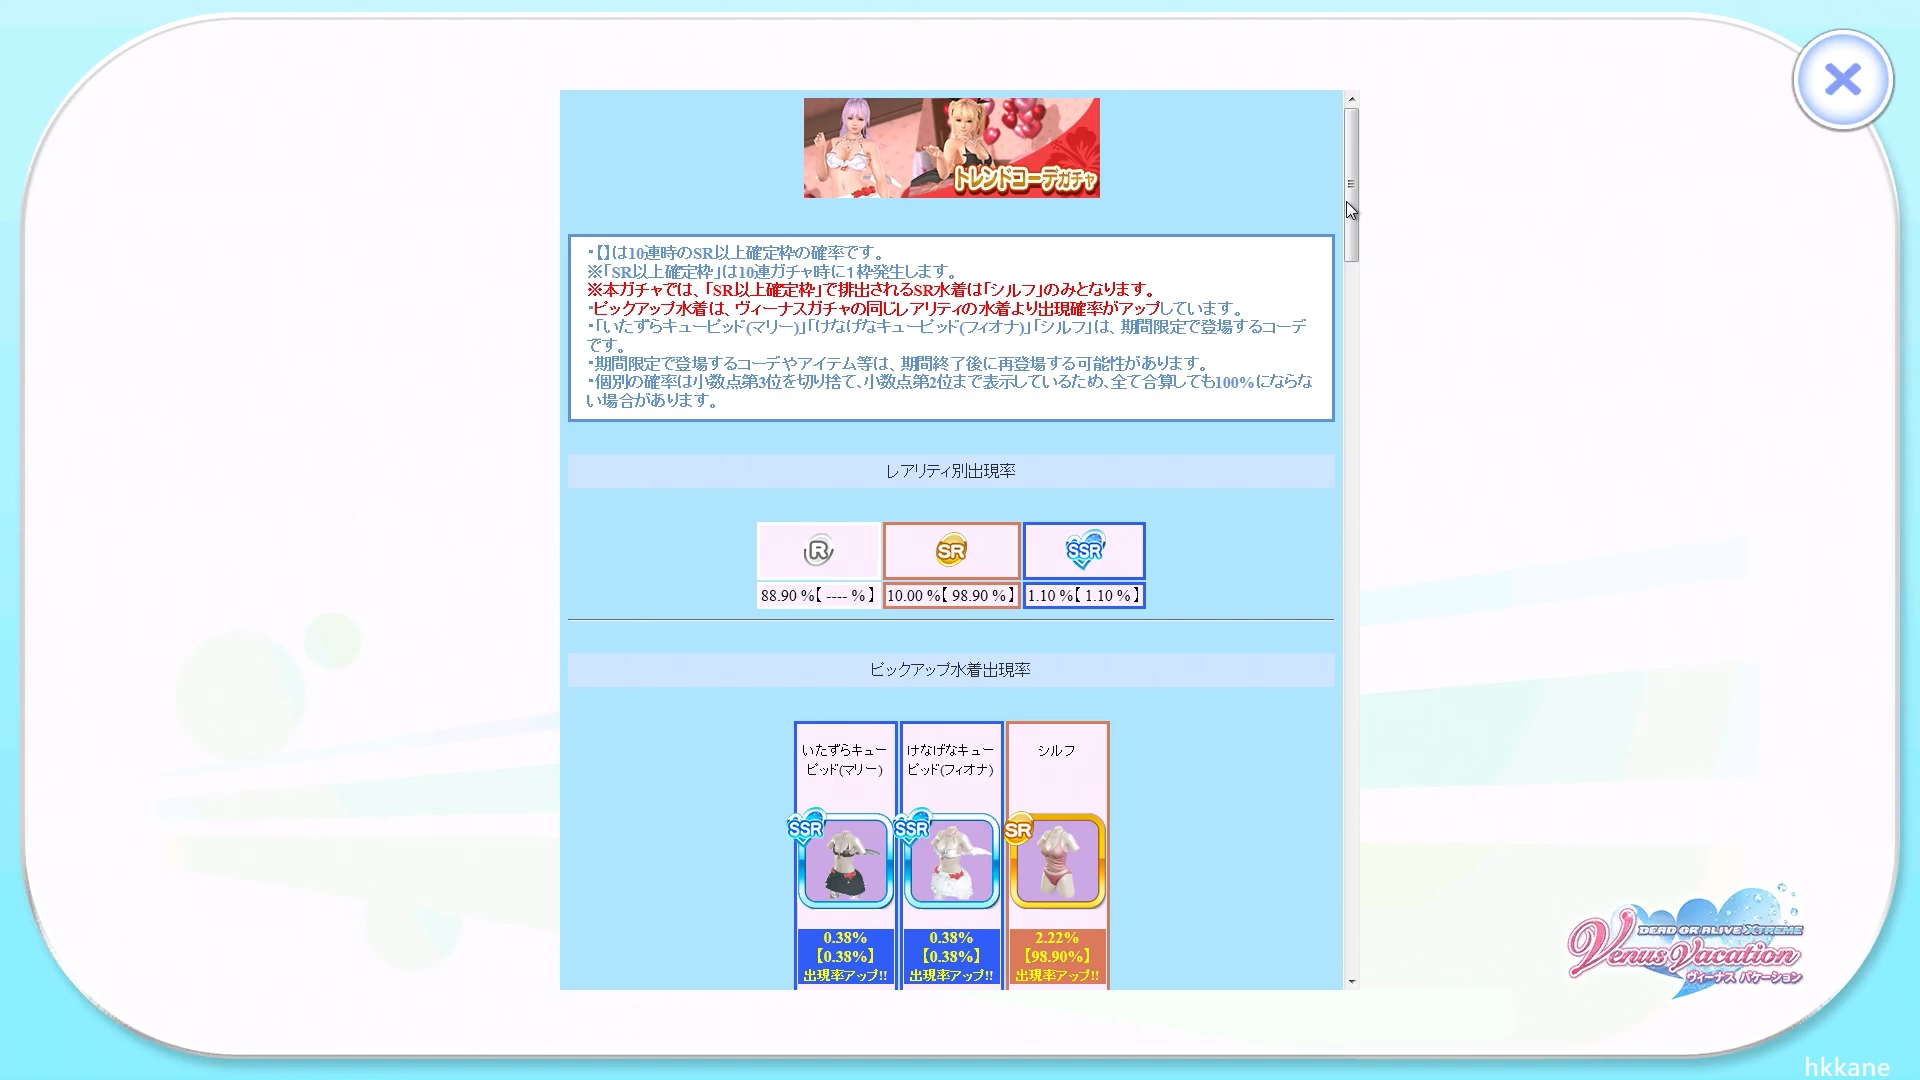 トレンドコーデガチャ
・【】は10連時のSR以上確定枠の確率です。
※「SR以上確定枠」は10連ガチャ時に1枠発生します。
※本ガチャでは、「SR以上確定枠」で排出されるSR水着は「シルフ」のみとなります。
・ピックアップ水着は、ヴィーナスガチャの同じレアリティの水着より出現確率がアップしています。
・「いたずらキューピッド(マリー)」「けなげなキューピッド(フィオナ)」「シルフ」は、期間限定で登場するコーデ
です。
・期間限定で登場するコーデやアイテム等は、期間終了後に再登場する可能性があります。
・個別の確率は小数点第3位を切り捨て、小数点第2位まで表示しているため、全て合算しても100%にならな
い場合があります。
レアリティ別出現率
R SR SSR
88.90 %【 ---- % 】 10.00 %【 98.90 % 】 1.10 %【 1.10 % 】
ピックアップ水着出現率
いたずらキュー
ピッド(マリー)
SSR
0.38%
【0.38%】
出現率アップ!!
けなげなキュー
ピッド(フィオナ)
SSR
0.38%
【0.38%】
出現率アップ!!
シルフ
SR
2.22%
【98.90%】
出現率アップ!!
DEAD OR ALIVE XTREME
Venus Vacation
ヴィーナス バケーション
hkkane